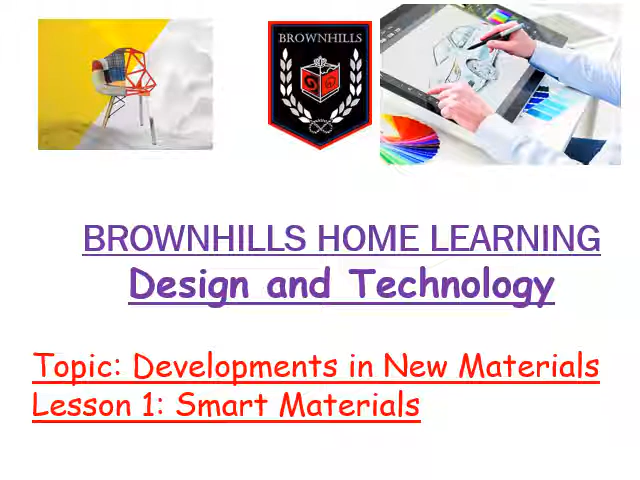 BROWNHILLS
BROWNHILLS HOME LEARNING
Design and Technology
Topic: Developments in New Materials
Lesson 1: Smart Materials